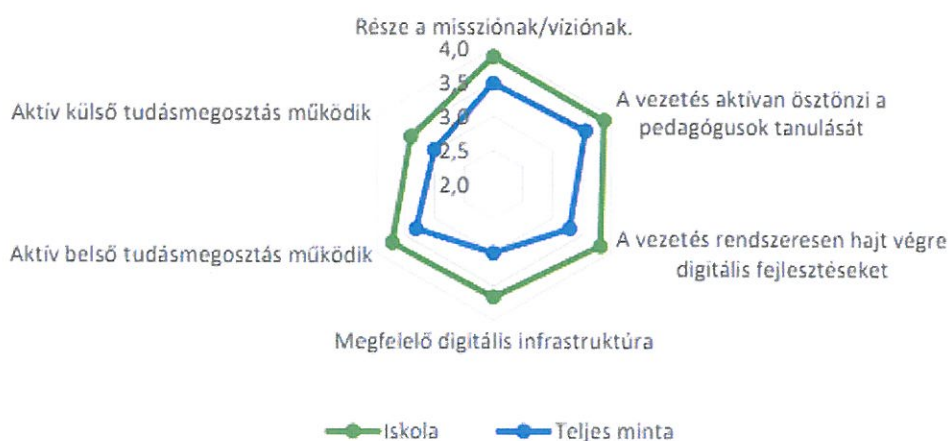 Része a missziónak/víziónak.
4,0
3,5
3,0
2,5
2,0
A vezetés aktívan ösztönzi a
pedagógusok tanulását
A vezetés rendszeresen hajt végre
digitális fejlesztéseket
Megfelelő digitális infrastruktúra
Aktív belső tudásmegosztás működik
Aktív külső tudásmegosztás működik
Iskola
Teljes minta